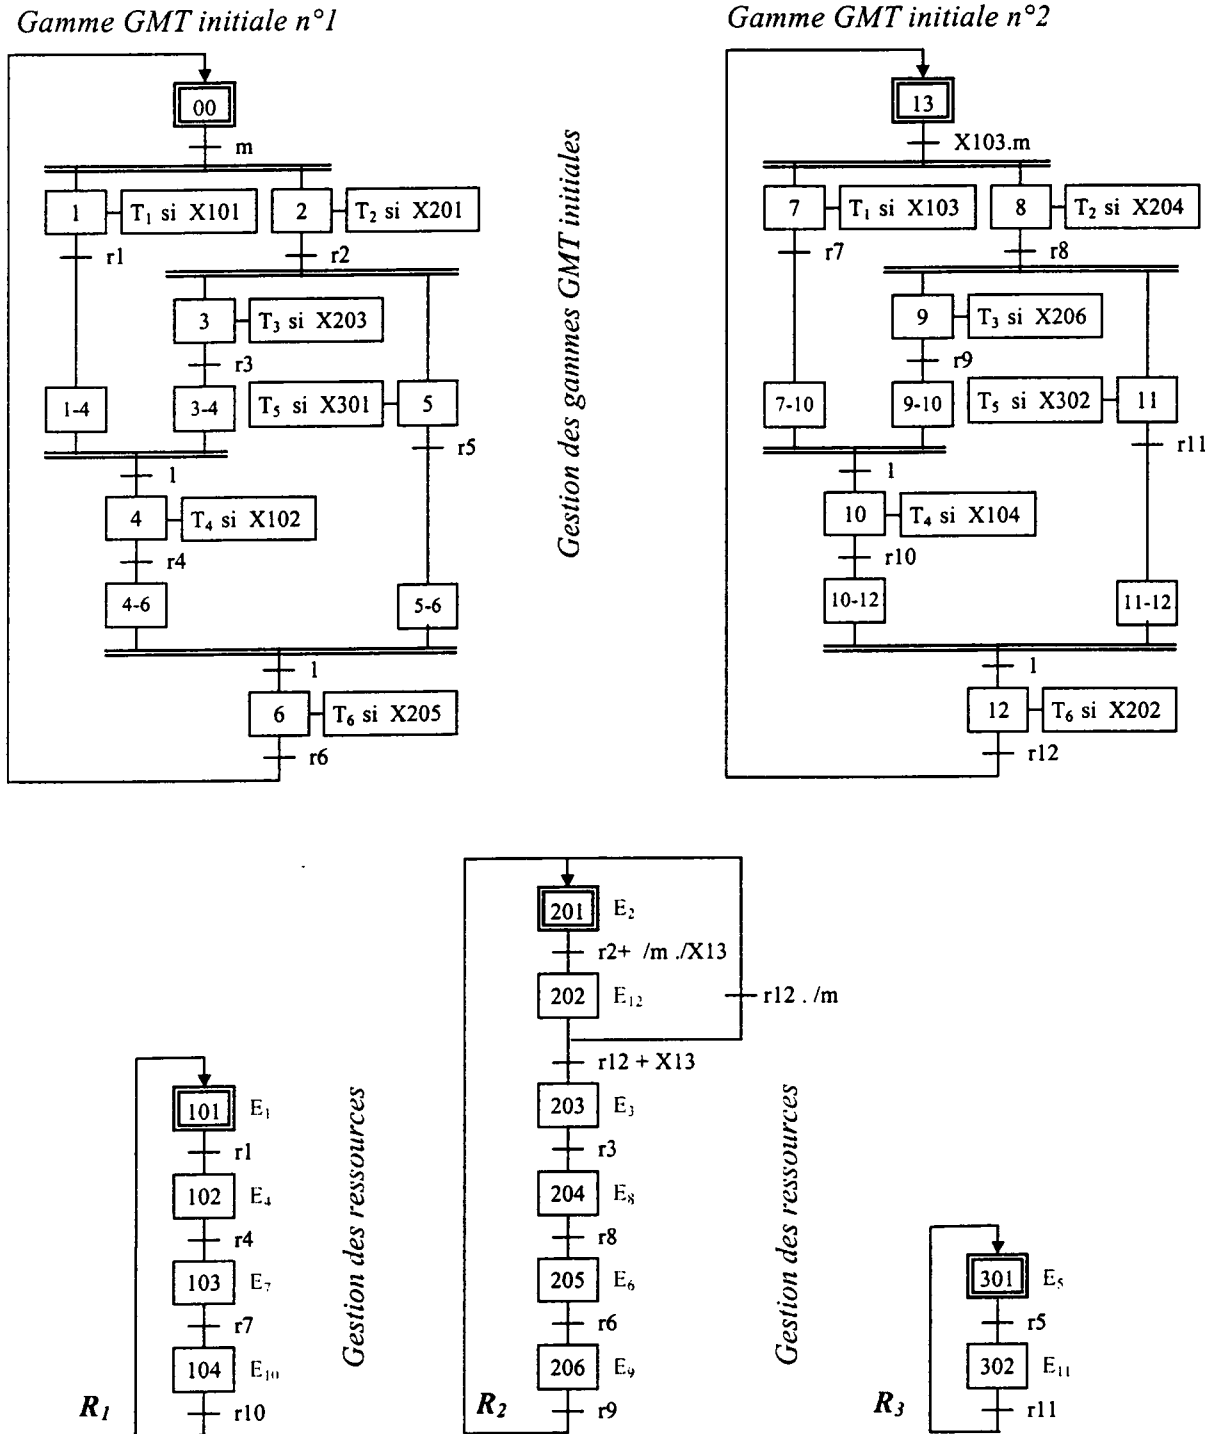 Gamme GMT initiale n°1
00
m
1
T₁ si X101
2
T₂ si X201
r1
r2
3
T₃ si X203
r3
1-4
3-4
T₅ si X301
5
r5
1
4
T₄ si X102
r4
4-6
5-6
1
6
T₆ si X205
r6
Gestion des gammes GMT initiales
Gamme GMT initiale n°2
13
X103.m
7
T₁ si X103
8
T₂ si X204
r7
r8
9
T₃ si X206
r9
7-10
9-10
T₅ si X302
11
r11
1
10
T₄ si X104
r10
10-12
11-12
1
12
T₆ si X202
r12
101 E₁
r1
102 E₄
r4
103 E₇
r7
104 E₁₀
r10
R₁
Gestion des ressources
201 E₂
r2+ /m ./X13
202 E₁₂
r12 . /m
r12 + X13
203 E₃
r3
204 E₈
r8
205 E₆
r6
206 E₉
r9
R₂
Gestion des ressources
301 E₅
r5
302 E₁₁
r11
R₃